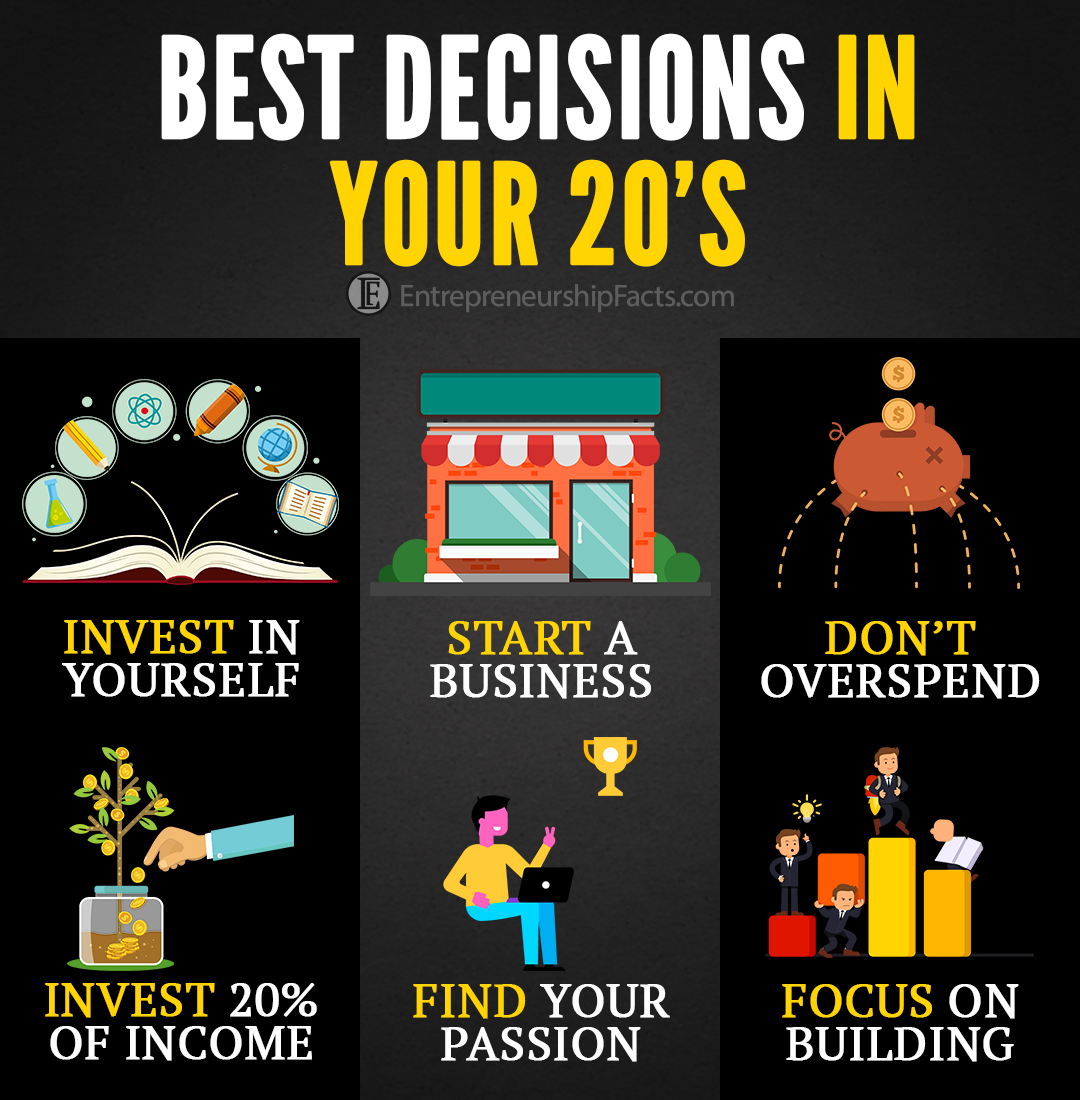 BEST DECISIONS IN
YOUR 20'S
E EntrepreneurshipFacts.com
$
$
INVEST IN
YOURSELF
START A
BUSINESS
DON'T
OVERSPEND
INVEST 20%
OF INCOME
FIND YOUR
PASSION
FOCUS ON
BUILDING